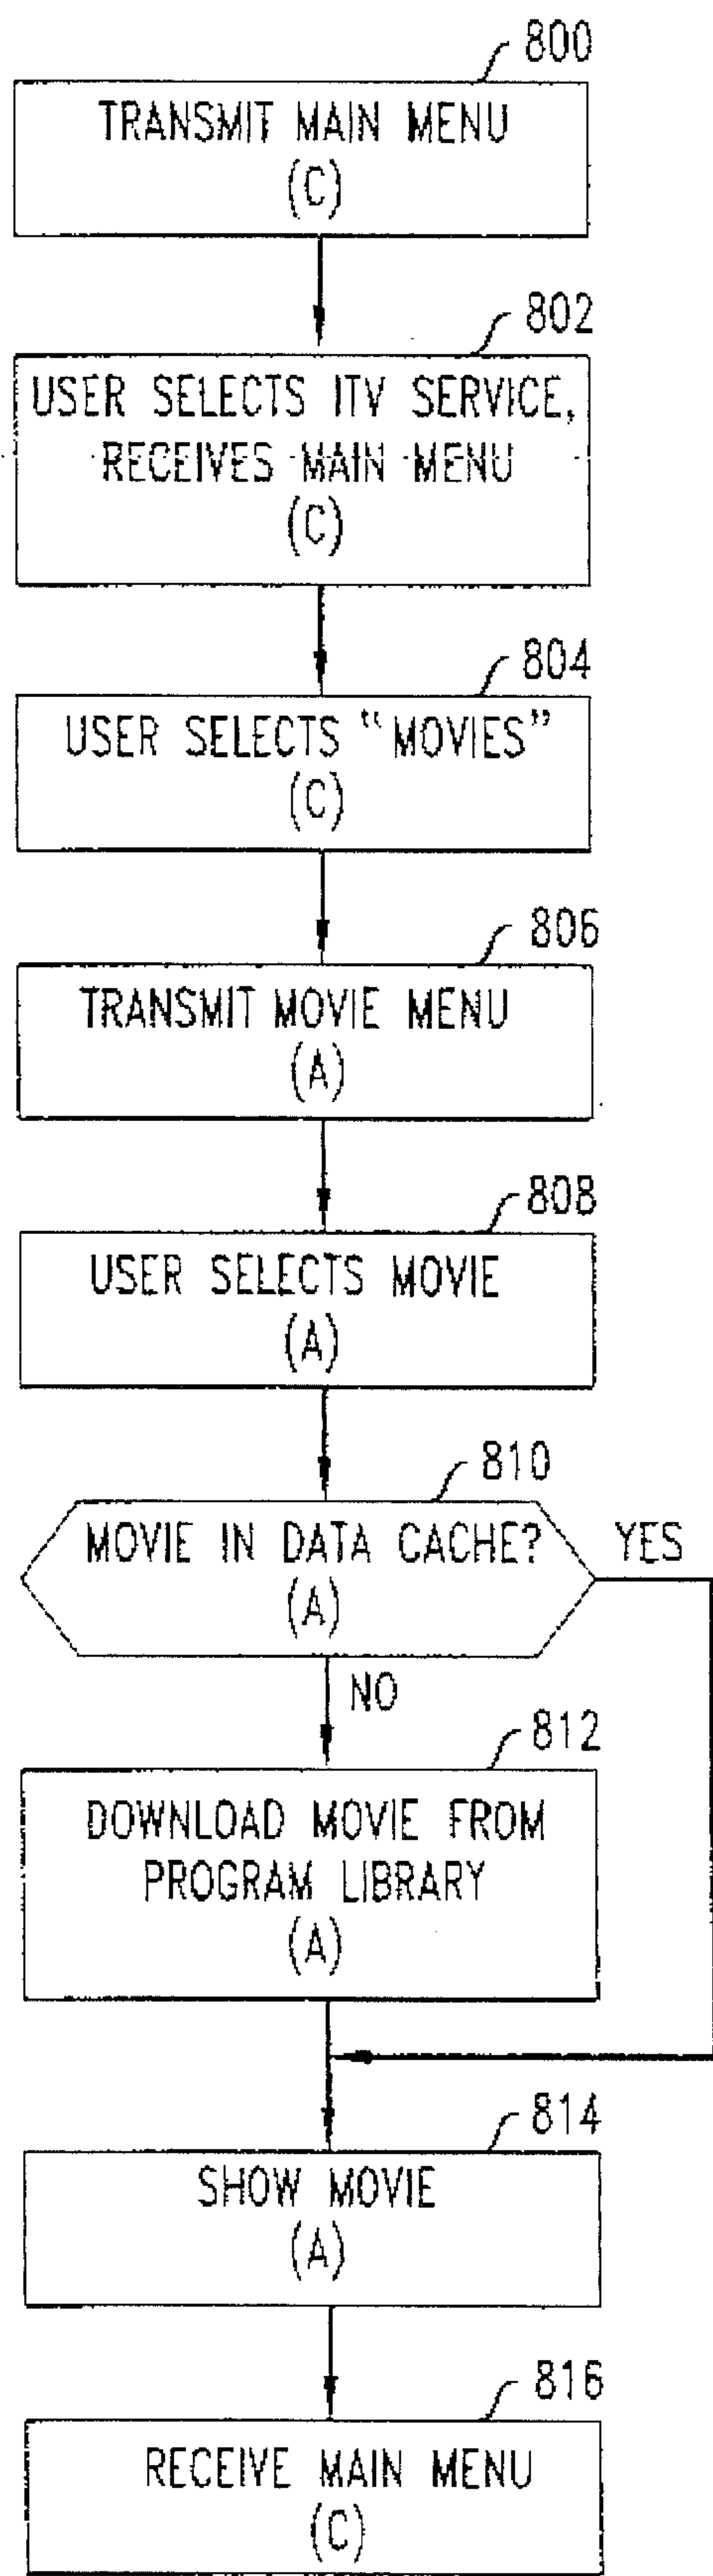 800
TRANSMIT MAIN MENU
(C)
802
USER SELECTS ITV SERVICE,
RECEIVES MAIN MENU
(C)
804
USER SELECTS "MOVIES"
(C)
806
TRANSMIT MOVIE MENU
(A)
808
USER SELECTS MOVIE
(A)
810
MOVIE IN DATA CACHE?
(A)
YES
NO
812
DOWNLOAD MOVIE FROM
PROGRAM LIBRARY
(A)
814
SHOW MOVIE
(A)
816
RECEIVE MAIN MENU
(C)